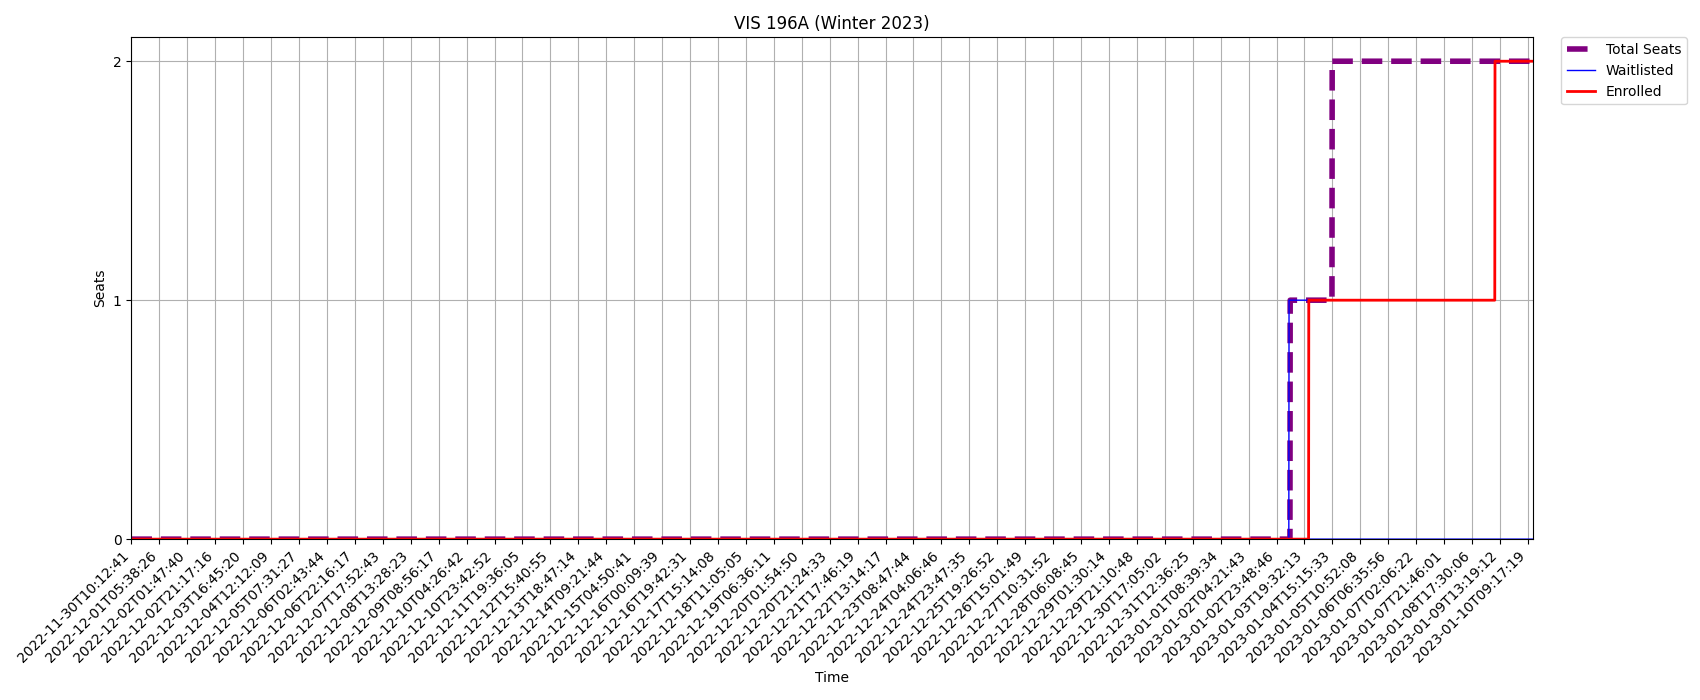 VIS 196A (Winter 2023)
Total Seats
Waitlisted
Enrolled
Seats
2
1
0
2022-11-30T10:12:41
2022-12-01T05:38:26
2022-12-02T01:47:40
2022-12-02T21:17:16
2022-12-03T16:45:20
2022-12-04T12:12:09
2022-12-05T07:31:27
2022-12-06T02:43:44
2022-12-06T22:16:17
2022-12-07T17:52:43
2022-12-08T13:28:23
2022-12-09T08:56:17
2022-12-10T04:26:42
2022-12-10T23:42:52
2022-12-11T19:36:05
2022-12-12T15:40:55
2022-12-13T18:47:14
2022-12-14T09:21:44
2022-12-15T04:50:41
2022-12-16T00:09:39
2022-12-16T19:42:31
2022-12-17T15:14:08
2022-12-18T11:05:05
2022-12-19T06:36:11
2022-12-20T01:54:50
2022-12-20T21:24:33
2022-12-21T17:46:19
2022-12-22T13:14:17
2022-12-23T08:47:44
2022-12-24T04:06:46
2022-12-24T23:47:35
2022-12-25T19:26:52
2022-12-26T15:01:49
2022-12-27T10:31:52
2022-12-28T06:08:45
2022-12-29T01:30:14
2022-12-29T21:10:48
2022-12-30T17:05:02
2022-12-31T12:36:25
2023-01-01T08:39:34
2023-01-02T04:21:43
2023-01-02T23:48:46
2023-01-03T19:32:13
2023-01-04T15:15:33
2023-01-05T10:52:08
2023-01-06T06:35:56
2023-01-07T02:06:22
2023-01-07T21:46:01
2023-01-08T17:30:06
2023-01-09T13:19:12
2023-01-10T09:17:19
Time